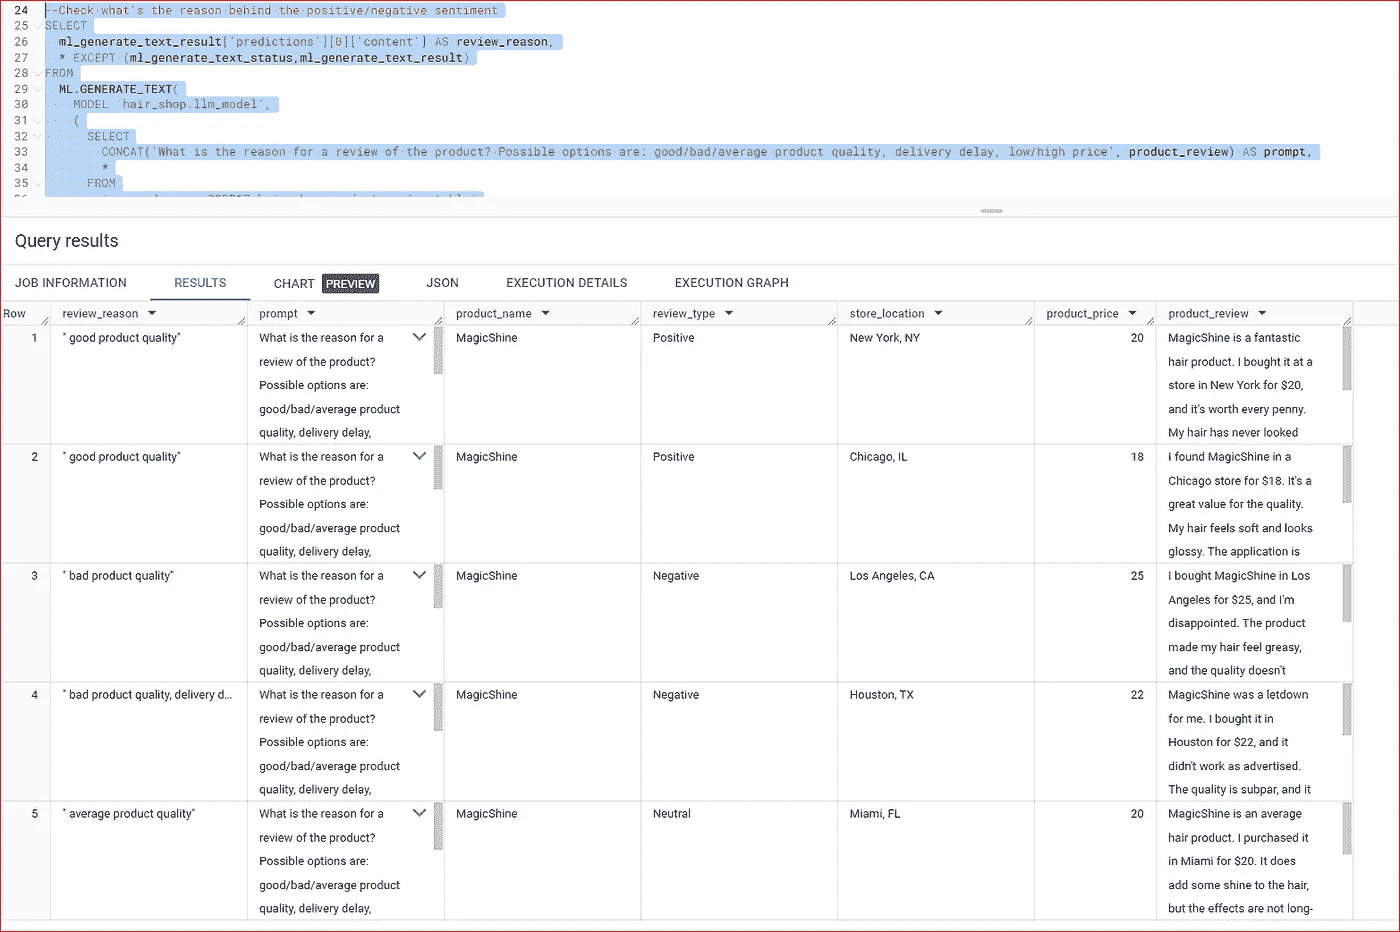 24 --Check what's the reason behind the positive/negative sentiment
25 SELECT
26 ml_generate_text_result['predictions'][0]['content'] AS review_reason,
27 * EXCEPT (ml_generate_text_status,ml_generate_text_result)
28 FROM
29 ML.GENERATE_TEXT(
30 MODEL `hair_shop.llm_model`,
31 (
32 SELECT
33 CONCAT('What is the reason for a review of the product? Possible options are: good/bad/average product quality, delivery delay, low/high price', product_review) AS prompt,
34 *
35 FROM
Query results
JOB INFORMATION RESULTS CHART PREVIEW JSON EXECUTION DETAILS EXECUTION GRAPH
Row review_reason prompt product_name review_type store_location product_price product_review
1 " good product quality" What is the reason for a MagicShine Positive New York, NY 20 MagicShine is a fantastic
review of the product? hair product. I bought it at a
Possible options are: store in New York for $20,
good/bad/average product and it's worth every penny.
quality, delivery delay, My hair has never looked
2 " good product quality" What is the reason for a MagicShine Positive Chicago, IL 18 I found MagicShine in a
review of the product? Chicago store for $18. It's a
Possible options are: great value for the quality.
good/bad/average product My hair feels soft and looks
quality, delivery delay, glossy. The application is
3 " bad product quality" What is the reason for a MagicShine Negative Los Angeles, CA 25 I bought MagicShine in Los
review of the product? Angeles for $25, and I'm
Possible options are: disappointed. The product
good/bad/average product made my hair feel greasy,
quality, delivery delay, and the quality doesn't
4 " bad product quality, delivery d... What is the reason for a MagicShine Negative Houston, TX 22 MagicShine was a letdown
review of the product? for me. I bought it in
Possible options are: Houston for $22, and it
good/bad/average product didn't work as advertised.
quality, delivery delay, The quality is subpar, and it
5 " average product quality" What is the reason for a MagicShine Neutral Miami, FL 20 MagicShine is an average
review of the product? hair product. I purchased it
Possible options are: in Miami for $20. It does
good/bad/average product add some shine to the hair,
quality, delivery delay, but the effects are not long-